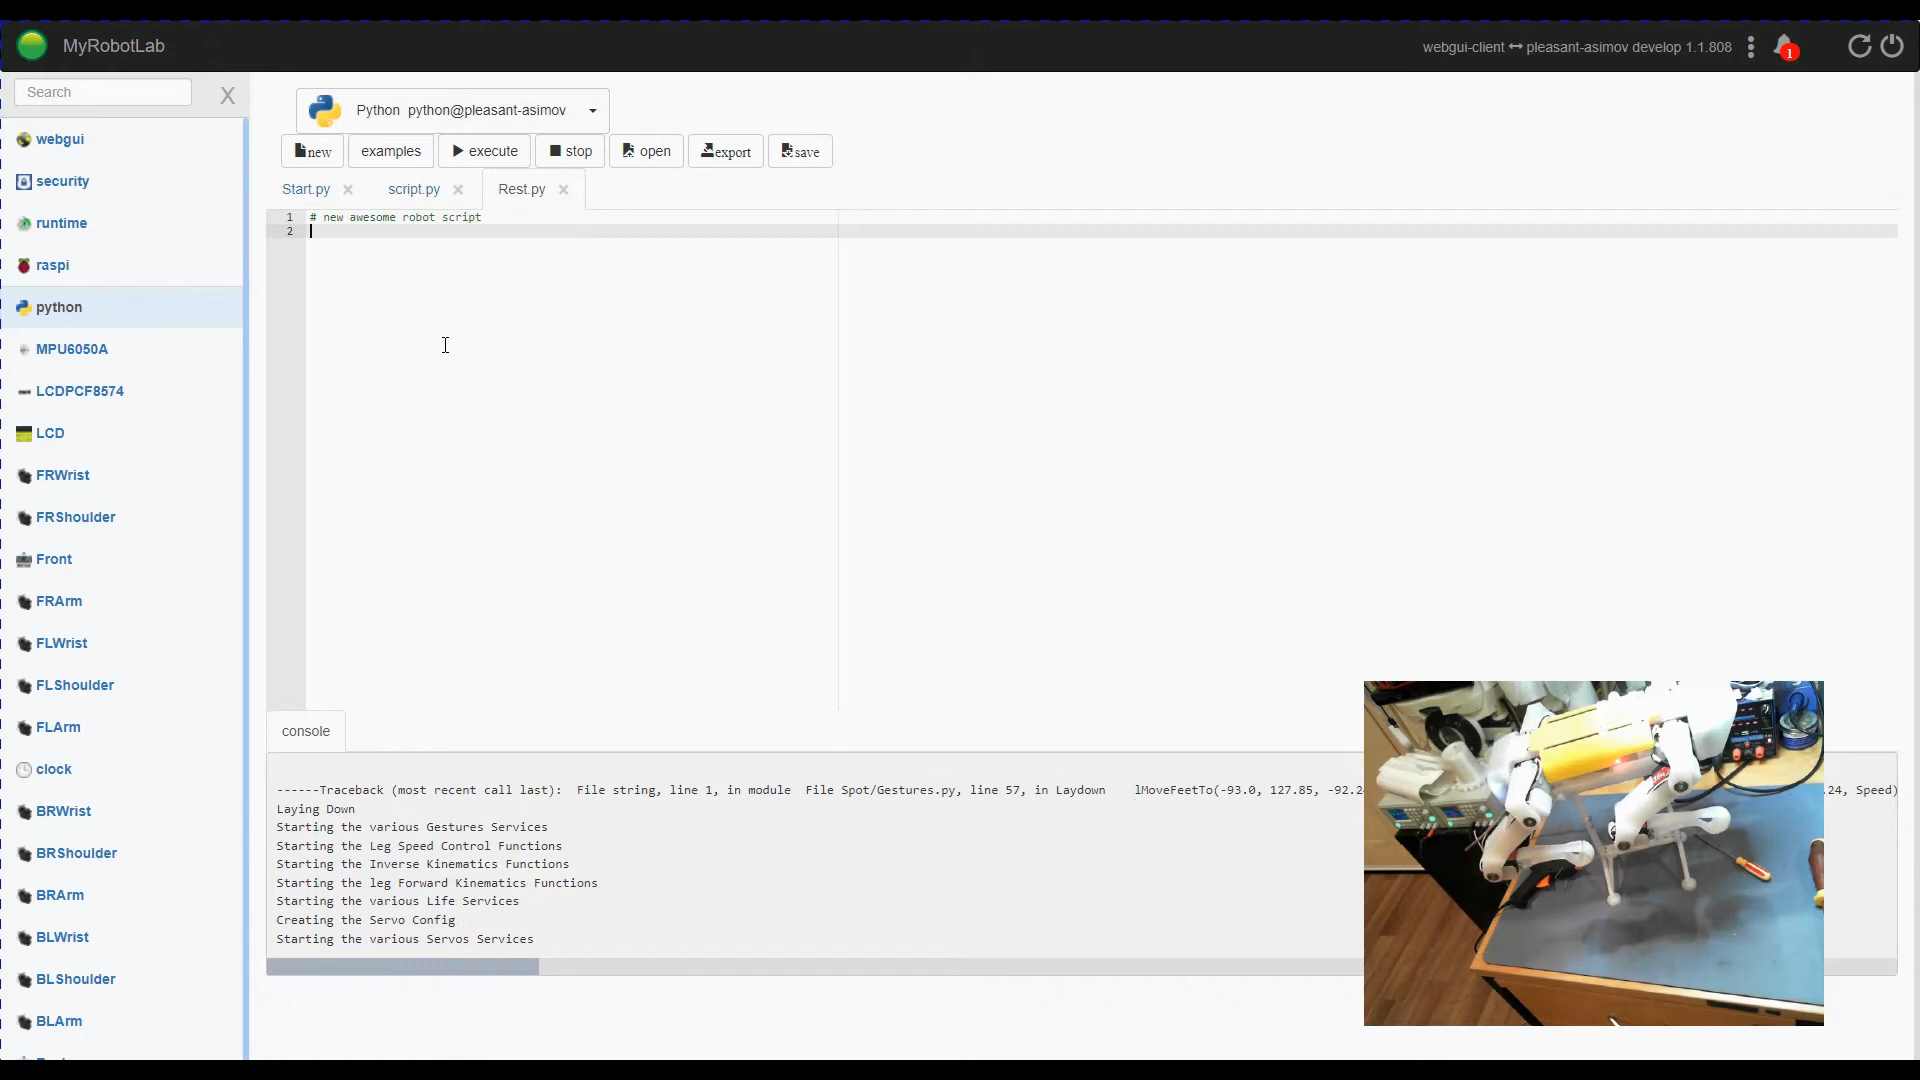 MyRobotLab
webgui-client ⟷ pleasant-asimov develop 1.1.808
1
Search
X
webgui
security
runtime
raspi
python
MPU6050A
LCDPCF8574
LCD
FRWrist
FRShoulder
Front
FRArm
FLWrist
FLShoulder
FLArm
clock
BRWrist
BRShoulder
BRArm
BLWrist
BLShoulder
BLArm
Python python@pleasant-asimov
new examples execute stop open export save
Start.py script.py Rest.py
1 # new awesome robot script
2
console
------Traceback (most recent call last): File string, line 1, in module File Spot/Gestures.py, line 57, in Laydown lMoveFeetTo(-93.0, 127.85, -92.2 .24, Speed)
Laying Down
Starting the various Gestures Services
Starting the Leg Speed Control Functions
Starting the Inverse Kinematics Functions
Starting the leg Forward Kinematics Functions
Starting the various Life Services
Creating the Servo Config
Starting the various Servos Services